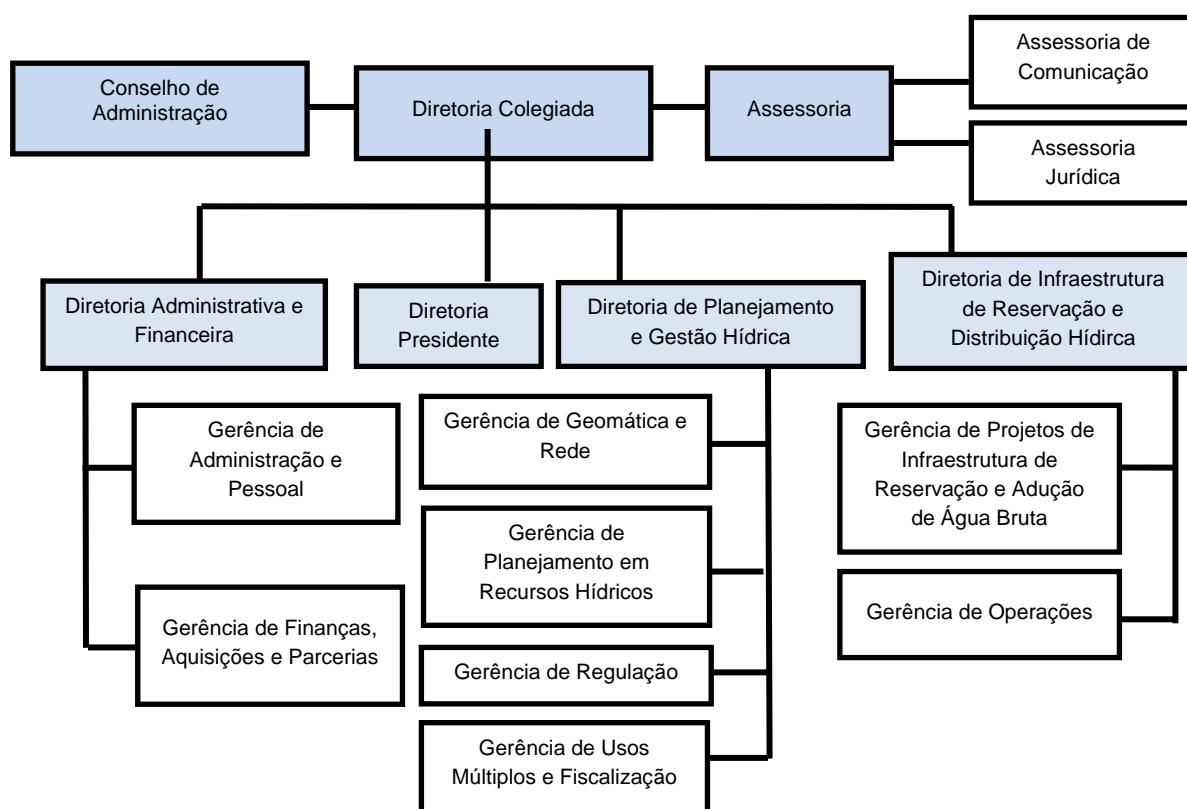 Conselho de
Administração
Diretoria Colegiada
Assessoria
Assessoria de
Comunicação
Assessoria
Jurídica
Diretoria Administrativa e
Financeira
Diretoria
Presidente
Diretoria de Planejamento
e Gestão Hídrica
Diretoria de Infraestrutura
de Reservação e
Distribuição Hídirca
Gerência de
Administração e
Pessoal
Gerência de Finanças,
Aquisições e Parcerias
Gerência de Geomática e
Rede
Gerência de
Planejamento em
Recursos Hídricos
Gerência de Regulação
Gerência de Usos
Múltiplos e Fiscalização
Gerência de Projetos de
Infraestrutura de
Reservação e Adução
de Água Bruta
Gerência de Operações